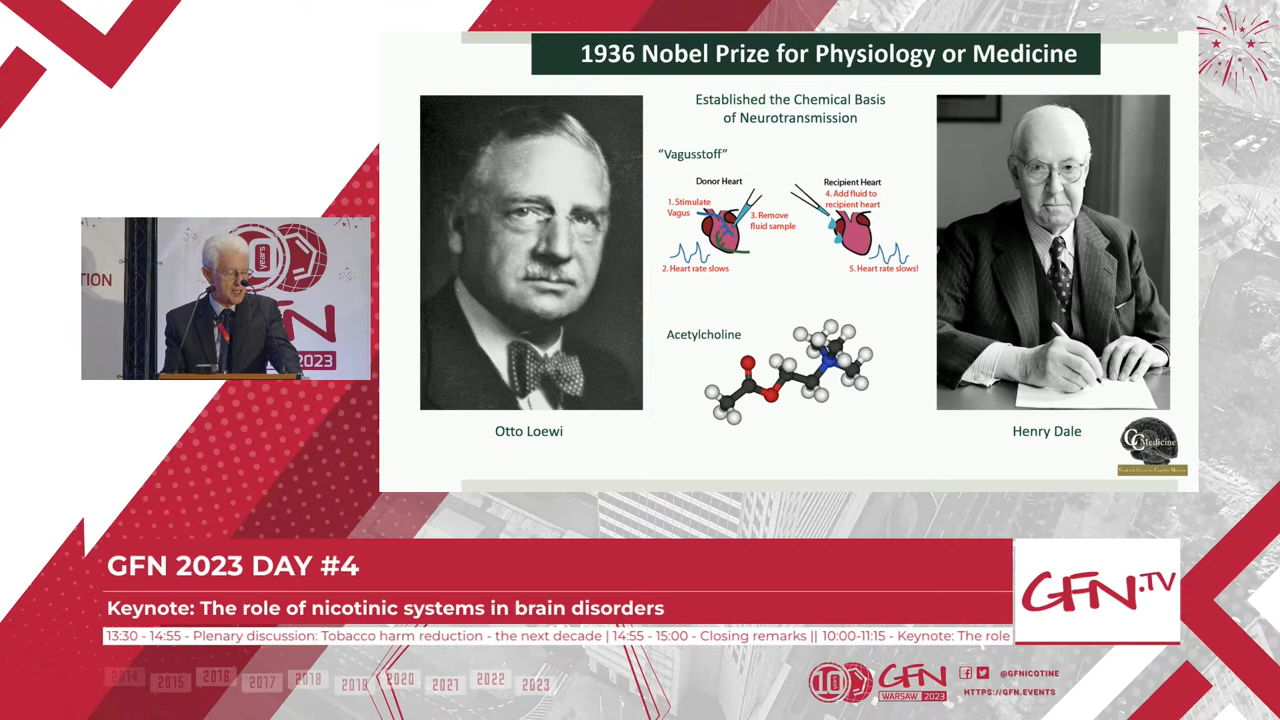 1936 Nobel Prize for Physiology or Medicine
Established the Chemical Basis
of Neurotransmission
"Vagusstoff"
Donor Heart
1. Stimulate
Vagus
3. Remove
fluid sample
2. Heart rate slows
Recipient Heart
4. Add fluid to
recipient heart
5. Heart rate slows!
Acetylcholine
Otto Loewi
Henry Dale
CC Medicine
TION
10 years
2023
GFN 2023 DAY #4
Keynote: The role of nicotinic systems in brain disorders
13:30 - 14:55 - Plenary discussion: Tobacco harm reduction - the next decade | 14:55 - 15:00 - Closing remarks || 10:00-11:15 - Keynote: The role
GFN.TV
2014 2015 2016 2017 2018 2019 2020 2021 2022 2023
GFN
WARSAW 2023
@GFNICOTINE
HTTPS://GFN.EVENTS